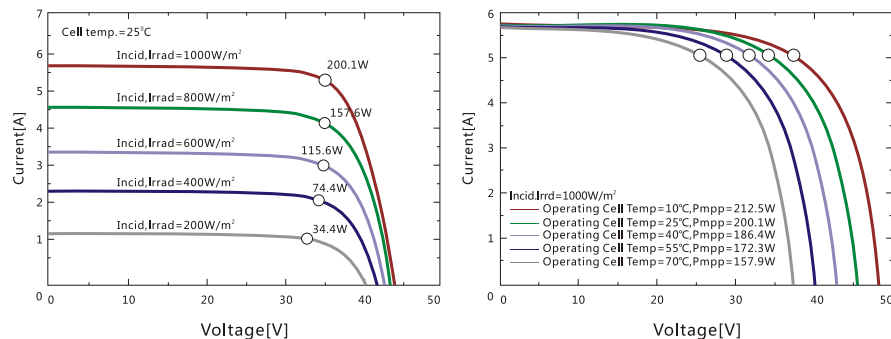 Cell temp.=25⁰C
Incid,Irrad=1000W/m²
200.1W
Incid,Irrad=800W/m²
157.6W
Incid,Irrad=600W/m²
115.6W
Incid,Irrad=400W/m²
74.4W
Incid,Irrad=200W/m²
34.4W
7
6
5
4
3
2
1
0
0
10
20
30
40
50
Current[A]
Voltage[V]
6
5
4
3
2
1
0
0
10
20
30
40
50
Current[A]
Voltage[V]
Incid.Irrd=1000W/m²
Operating Cell Temp=10℃,Pmpp=212.5W
Operating Cell Temp=25℃,Pmpp=200.1W
Operating Cell Temp=40℃,Pmpp=186.4W
Operating Cell Temp=55℃,Pmpp=172.3W
Operating Cell Temp=70℃,Pmpp=157.9W